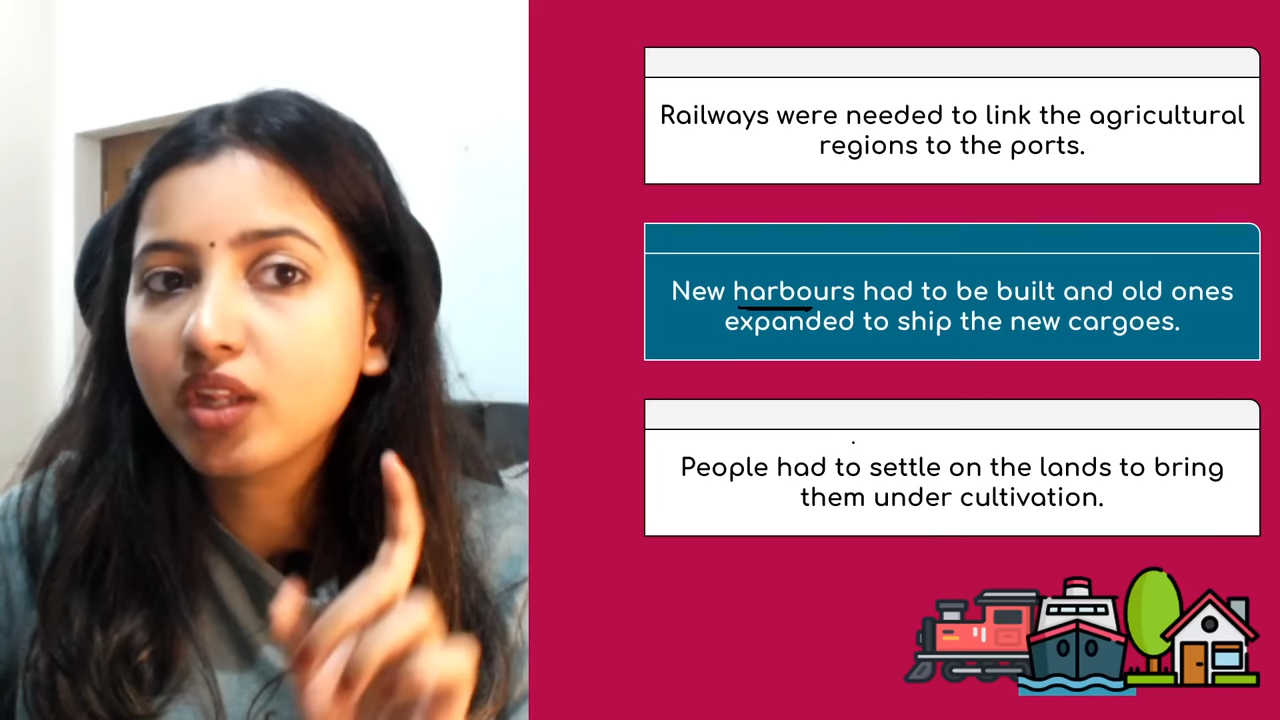 Railways were needed to link the agricultural
regions to the ports.
New harbours had to be built and old ones
expanded to ship the new cargoes.
People had to settle on the lands to bring
them under cultivation.